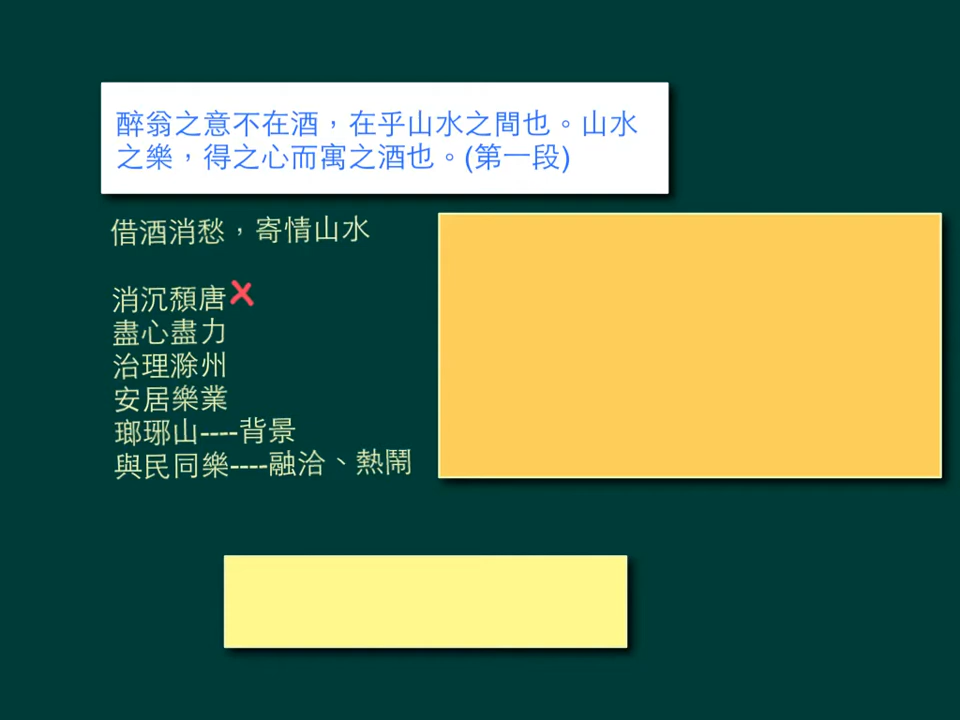 醉翁之意不在酒，在乎山水之間也。山水
之樂，得之心而寓之酒也。(第一段)
借酒消愁，寄情山水
消沉頹唐
盡心盡力
治理滁州
安居樂業
瑯琊山----背景
與民同樂----融洽、熱鬧